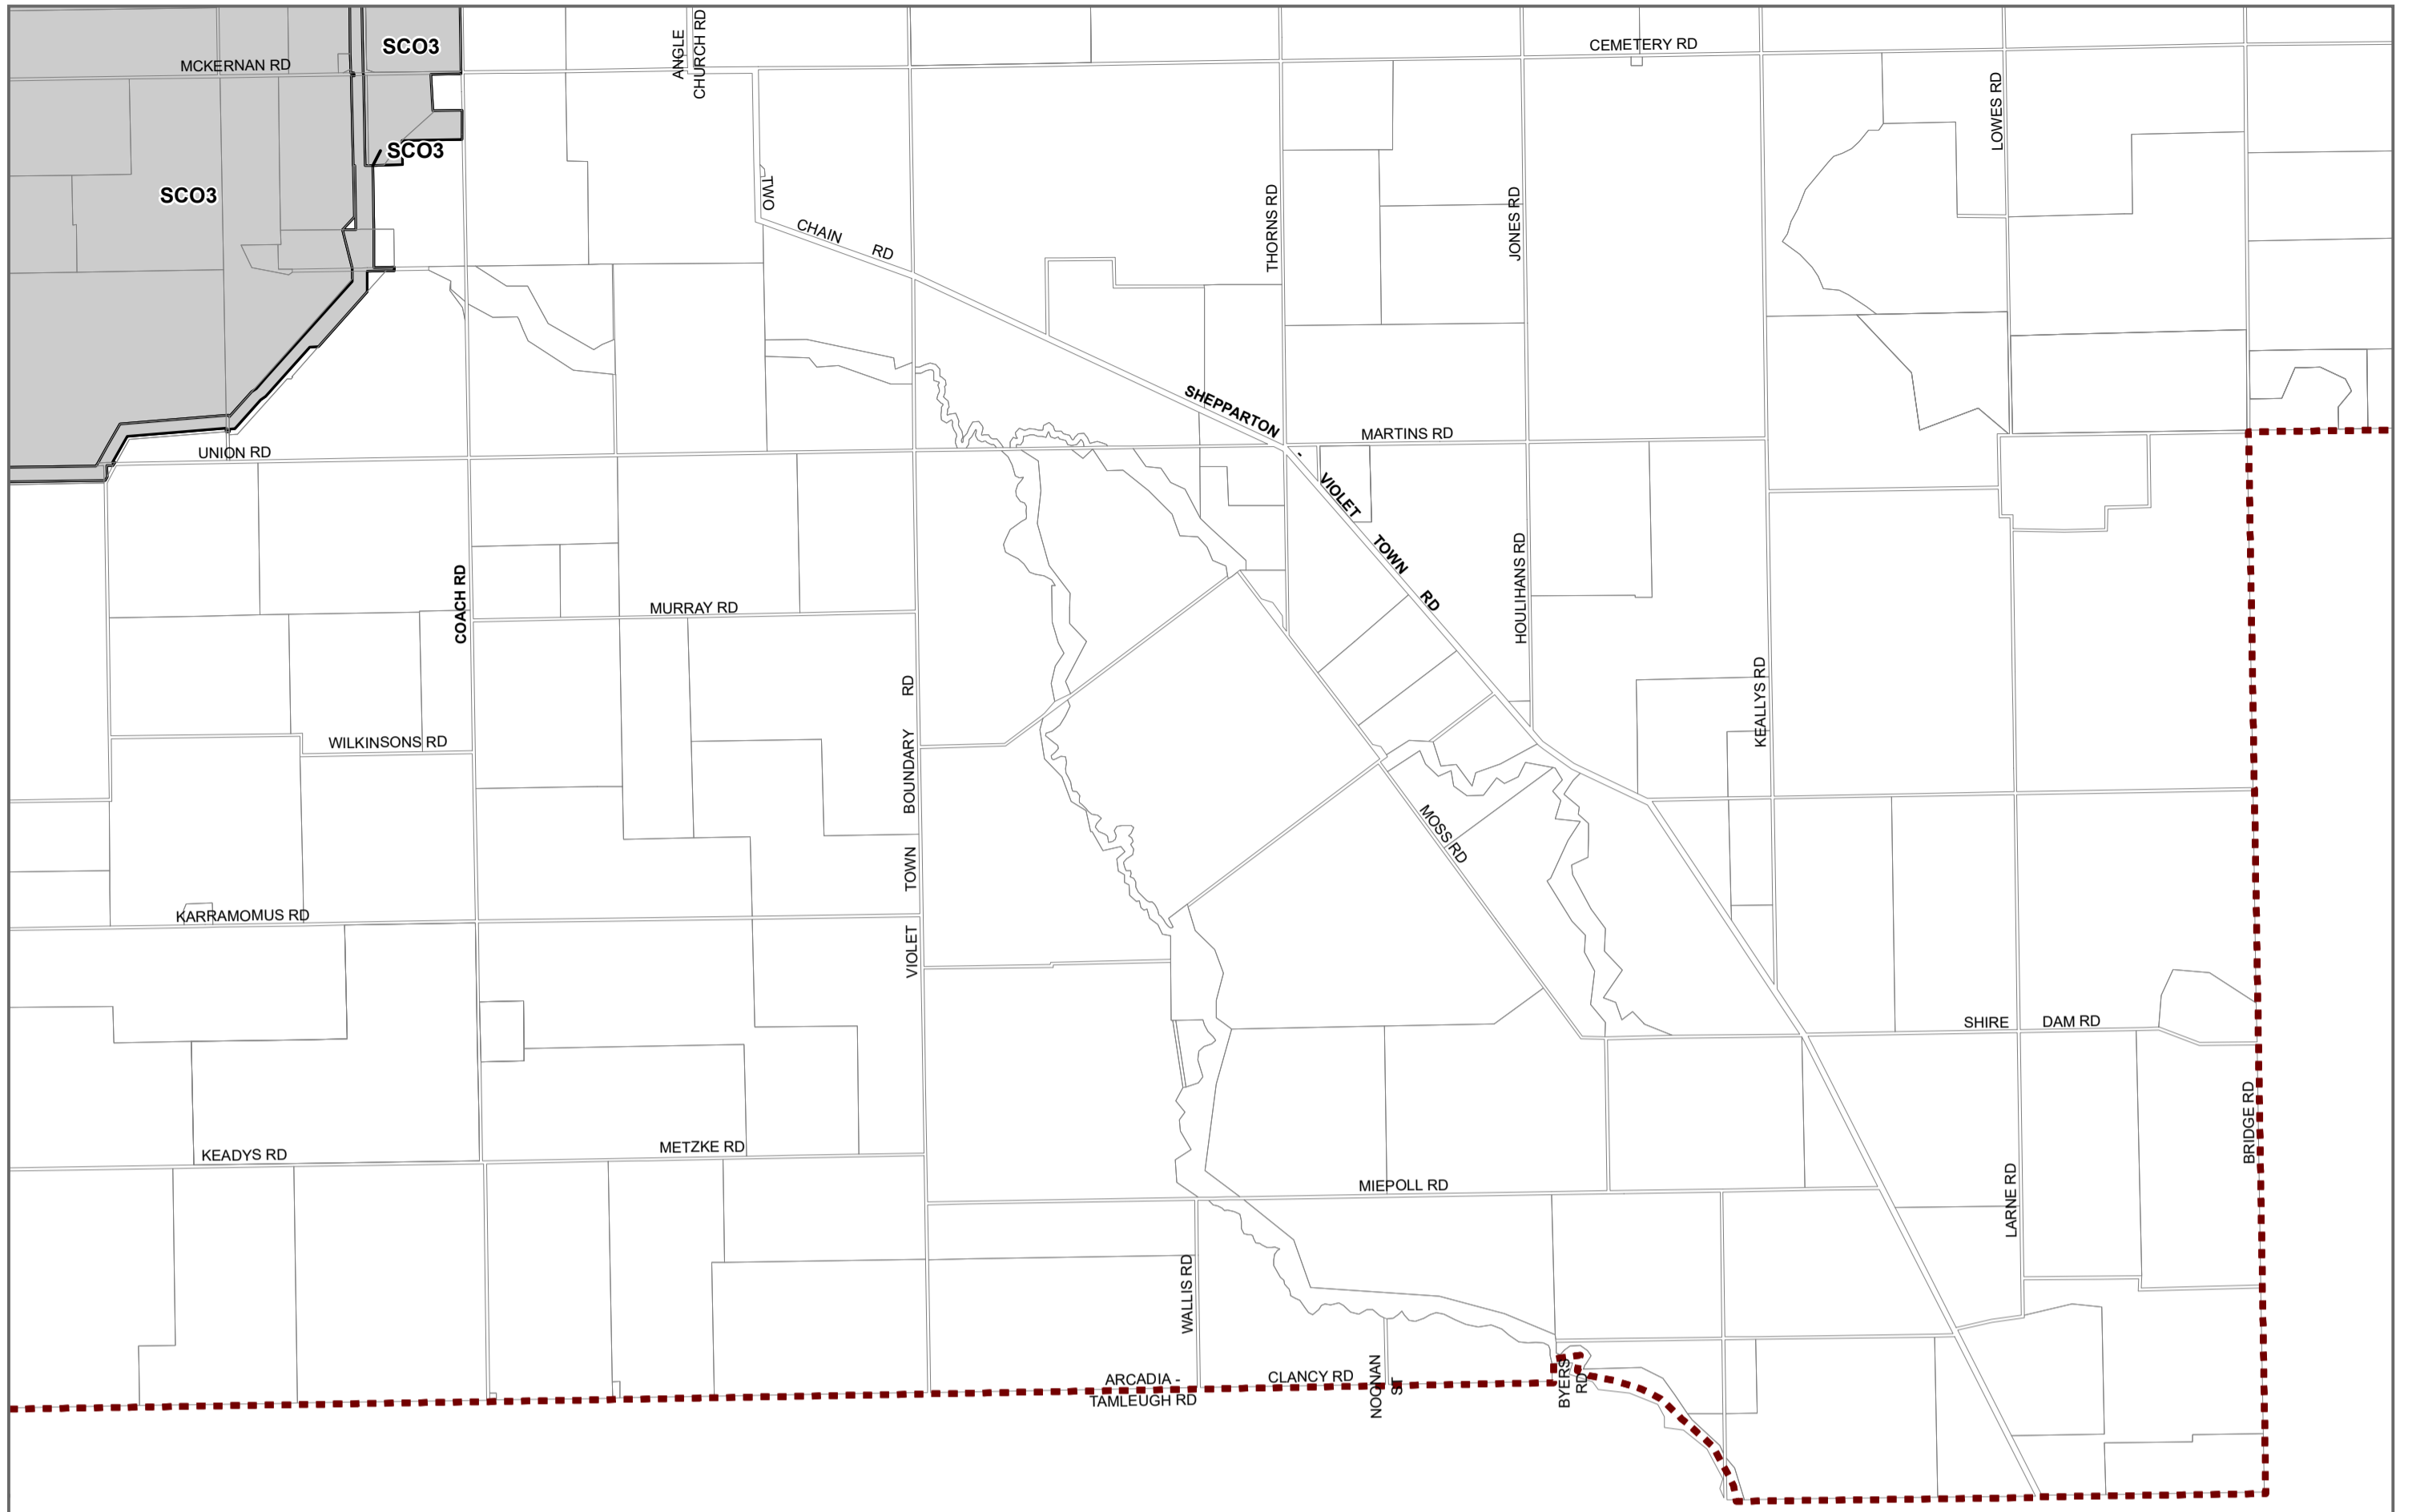 SCO3
CEMETERY RD
MCKERNAN RD
ANGLE
CHURCH RD
LOWES RD
SCO3
SCO3
TWO
CHAIN
RD
THORNS RD
JONES RD
SHEPPARTON
-
VIOLET
TOWN
RD
MARTINS RD
UNION RD
COACH RD
MURRAY RD
HOULIHANS RD
KEALLYS RD
WILKINSONS RD
VIOLET
TOWN
BOUNDARY
RD
MOSS RD
KARRAMOMUS RD
SHIRE
DAM RD
BRIDGE RD
KEADYS RD
METZKE RD
MIEPOLL RD
LARNE RD
WALLIS RD
ARCADIA -
TAMLEUGH RD
CLANCY RD
NOONAN
ST
BYERS
RD